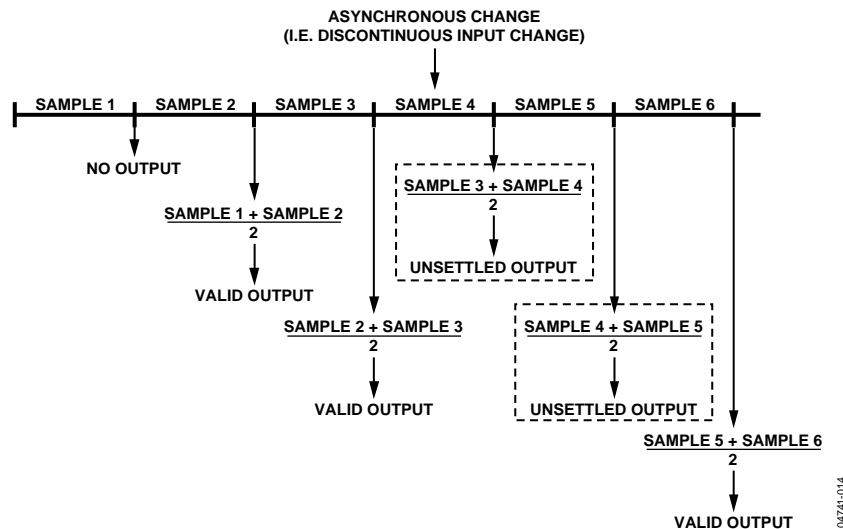 ASYNCHRONOUS CHANGE
(I.E. DISCONTINUOUS INPUT CHANGE)
SAMPLE 1 SAMPLE 2 SAMPLE 3 SAMPLE 4 SAMPLE 5 SAMPLE 6
NO OUTPUT
SAMPLE 1 + SAMPLE 2
2
VALID OUTPUT
SAMPLE 2 + SAMPLE 3
2
VALID OUTPUT
SAMPLE 3 + SAMPLE 4
2
UNSETTLED OUTPUT
SAMPLE 4 + SAMPLE 5
2
UNSETTLED OUTPUT
SAMPLE 5 + SAMPLE 6
2
VALID OUTPUT
04741-014